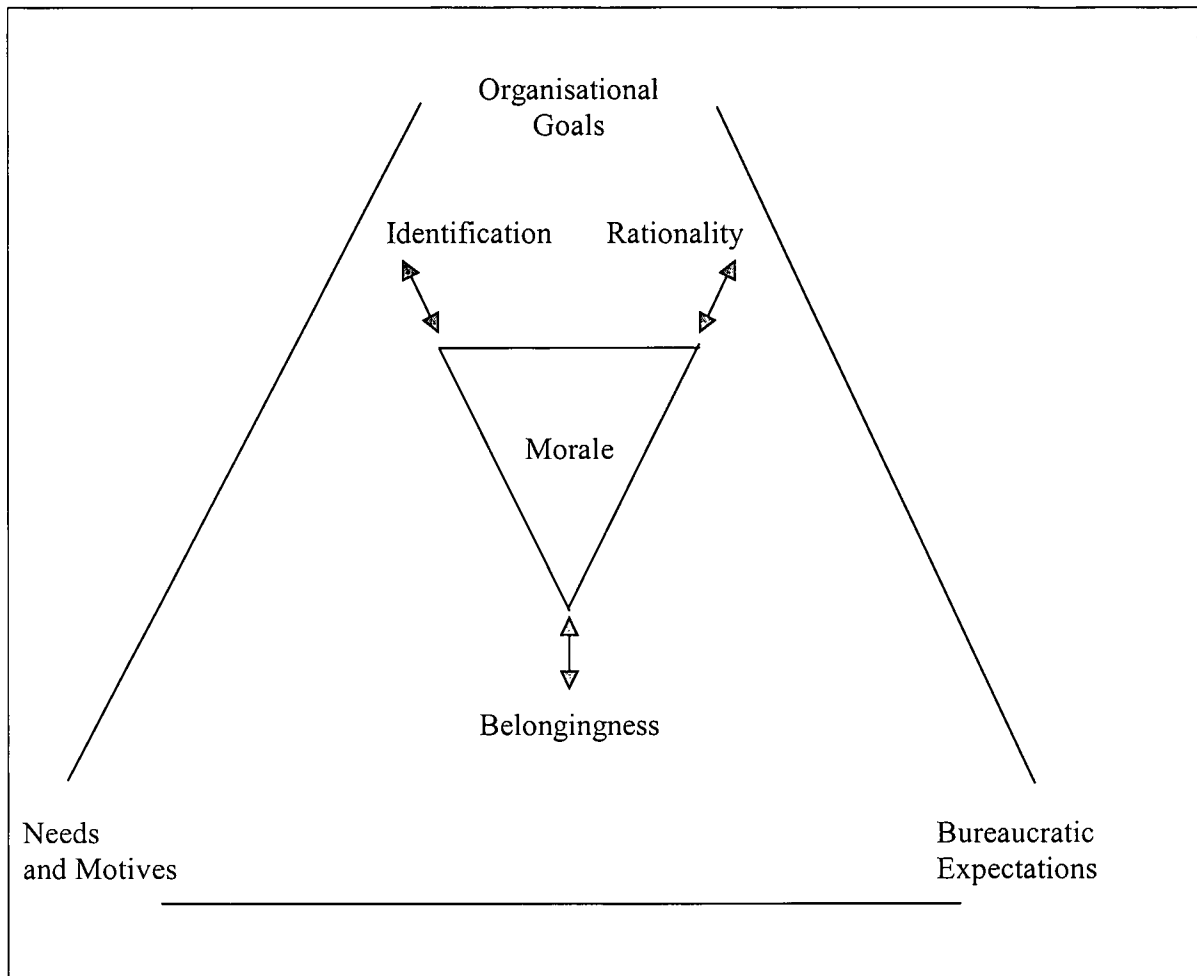 Organisational
Goals
Identification
Rationality
Morale
Belongingness
Needs
and Motives
Bureaucratic
Expectations